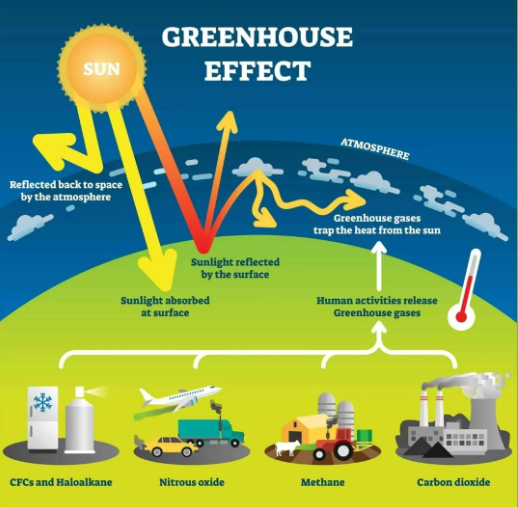 GREENHOUSE
EFFECT
SUN
ATMOSPHERE
Reflected back to space
by the atmosphere
Greenhouse gases
trap the heat from the sun
Sunlight reflected
by the surface
Sunlight absorbed
at surface
Human activities release
Greenhouse gases
CFCs and Haloalkane
Nitrous oxide
Methane
Carbon dioxide